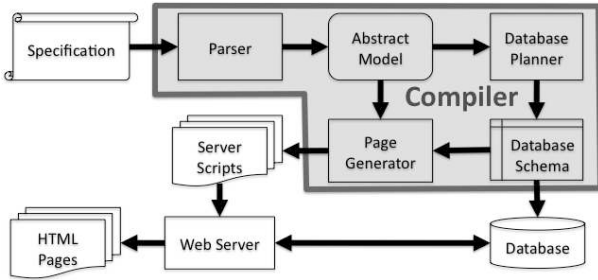 Specification
Parser
Abstract
Model
Database
Planner
Compiler
Server
Scripts
Page
Generator
Database
Schema
HTML
Pages
Web Server
Database